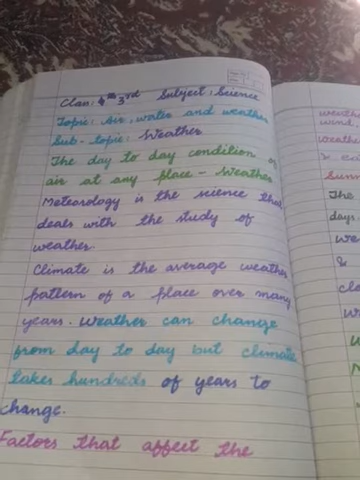 Class: 4th 3rd Subject: Science
Topic: Air, water and weather
Sub-topic: Weather
The day to day condition of
air at any place - Weather
Meteorology is the science that
deals with the study of
weather.
Climate is the average weather
pattern of a place over many
years. Weather can change
from day to day but climate
takes hundreds of years to
change.
Factors that affect the
wind
The
days